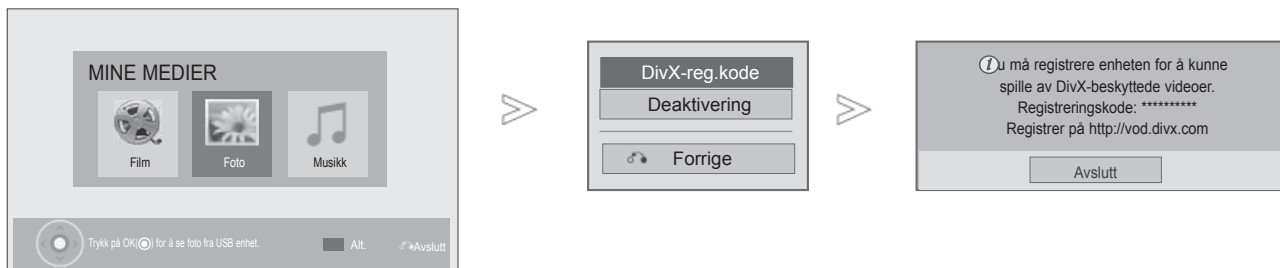 MINE MEDIER
Film
Foto
Musikk
Trykk på OK(◉) for å se foto fra USB enhet.
Alt.
Avslutt
DivX-reg.kode
Deaktivering
Forrige
u må registrere enheten for å kunne
spille av DivX-beskyttede videoer.
Registreringskode: **********
Registrer på http://vod.divx.com
Avslutt